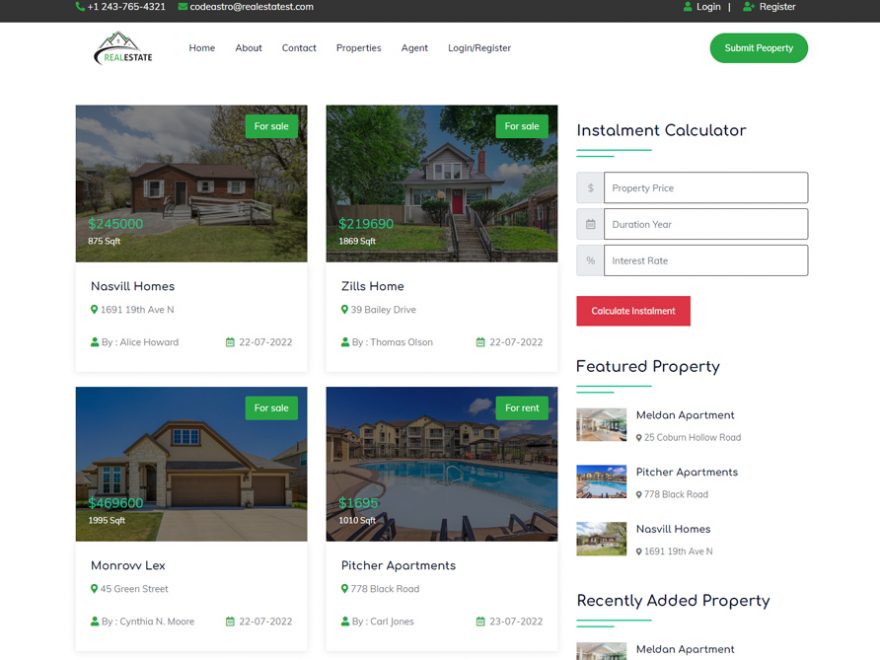 +1 243-765-4321 codeastro@realestatest.com Login | Register
REALESTATE
Home About Contact Properties Agent Login/Register
Submit Peoperty
For sale
$245000
875 Sqft
Nasvill Homes
1691 19th Ave N
By : Alice Howard 22-07-2022
For sale
$219690
1869 Sqft
Zills Home
39 Bailey Drive
By : Thomas Olson 22-07-2022
For sale
$469600
1995 Sqft
Monrovv Lex
45 Green Street
By : Cynthia N. Moore 22-07-2022
For rent
$1695
1010 Sqft
Pitcher Apartments
778 Black Road
By : Carl Jones 23-07-2022
Instalment Calculator
$ Property Price
Duration Year
% Interest Rate
Calculate Instalment
Featured Property
Meldan Apartment
25 Coburn Hollow Road
Pitcher Apartments
778 Black Road
Nasvill Homes
1691 19th Ave N
Recently Added Property
Meldan Apartment